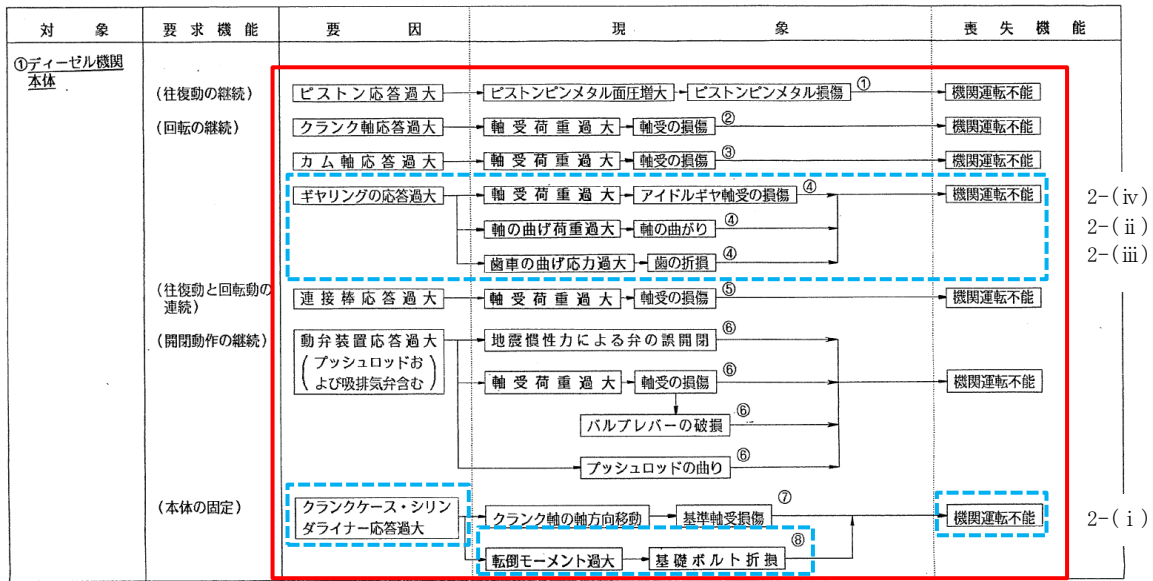 対　象　要 求 機 能　要　因　現　象　喪 失 機 能
①ディーゼル機関
本体
(往復動の継続)　ピストン応答過大　ピストンピンメタル面圧増大　ピストンピンメタル損傷　①　機関運転不能
(回転の継続)　クランク軸応答過大　軸受荷重過大　軸受の損傷　②　機関運転不能
カム軸応答過大　軸受荷重過大　軸受の損傷　③　機関運転不能
ギヤリングの応答過大　軸受荷重過大　アイドルギヤ軸受の損傷　④　機関運転不能　2-(ⅳ)
軸の曲げ荷重過大　軸の曲がり　④　2-(ⅱ)
歯車の曲げ応力過大　歯の折損　④　2-(ⅲ)
(往復動と回転動の
連続)
連接棒応答過大　軸受荷重過大　軸受の損傷　⑤　機関運転不能
(開閉動作の継続)　動弁装置応答過大　地震慣性力による弁の誤開閉　⑥
(プッシュロッドお
よび吸排気弁含む)
軸受荷重過大　軸受の損傷　⑥　機関運転不能
バルブレバーの破損　⑥
プッシュロッドの曲り　⑥
(本体の固定)　クランクケース・シリン
ダライナー応答過大
クランク軸の軸方向移動　基準軸受損傷　⑦　機関運転不能　2-(ⅰ)
転倒モーメント過大　基礎ボルト折損　⑧